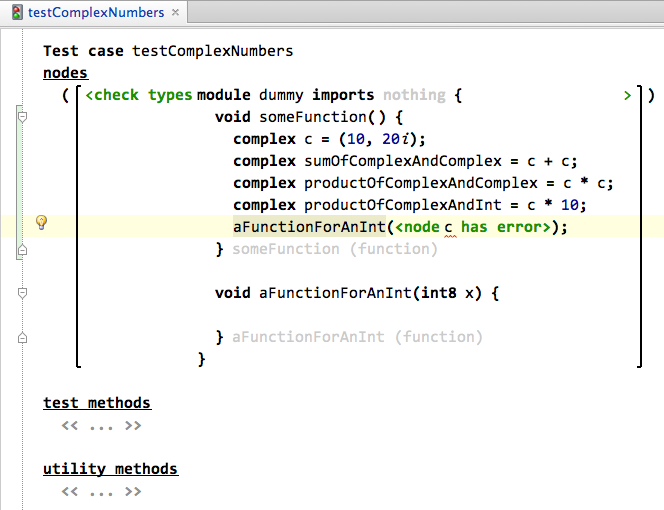 testComplexNumbers ×
Test case testComplexNumbers
nodes
( <check types module dummy imports nothing { > )
void someFunction() {
complex c = (10, 20i);
complex sumOfComplexAndComplex = c + c;
complex productOfComplexAndComplex = c * c;
complex productOfComplexAndInt = c * 10;
aFunctionForAnInt(<node c has error>);
} someFunction (function)
void aFunctionForAnInt(int8 x) {
} aFunctionForAnInt (function)
}
test methods
<< ... >>
utility methods
<< ... >>